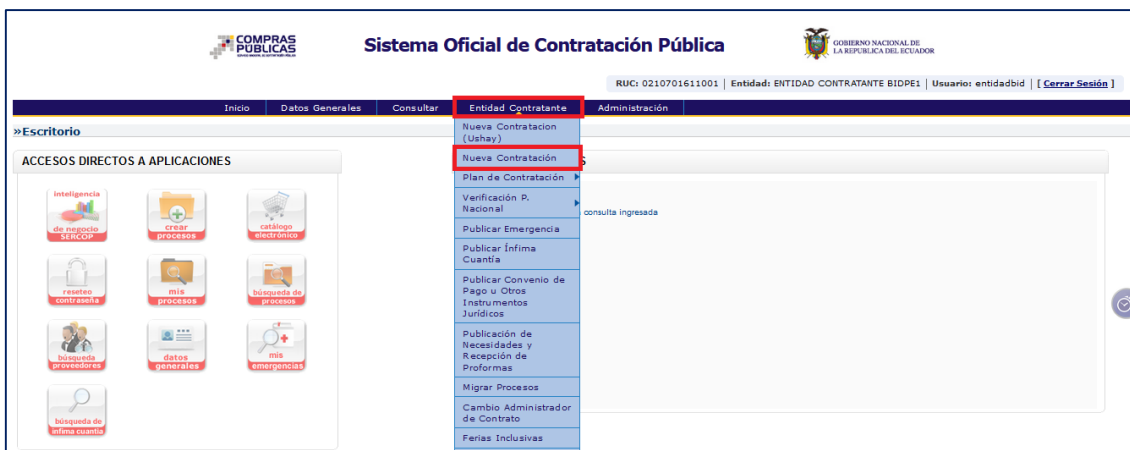 COMPRAS
PÚBLICAS
Sistema Oficial de Contratación Pública
GOBIERNO NACIONAL DE
LA REPUBLICA DEL ECUADOR
RUC: 0210701611001 | Entidad: ENTIDAD CONTRATANTE BIDPE1 | Usuario: entidadbid | [ Cerrar Sesión ]
Inicio Datos Generales Consultar Entidad Contratante Administración
»Escritorio
ACCESOS DIRECTOS A APLICACIONES
inteligencia
de negocio
SERCOP
crear
procesos
catálogo
electrónico
reseteo
contraseña
mis
procesos
búsqueda de
procesos
búsqueda
proveedores
datos
generales
mis
emergencias
búsqueda de
ínfima cuantía
Nueva Contratacion
(Ushay)
Nueva Contratación
Plan de Contratación
Verificación P.
Nacional
Publicar Emergencia
Publicar Ínfima
Cuantía
Publicar Convenio de
Pago u Otros
Instrumentos
Jurídicos
Publicación de
Necesidades y
Recepción de
Proformas
Migrar Procesos
Cambio Administrador
de Contrato
Ferias Inclusivas
S
consulta ingresada